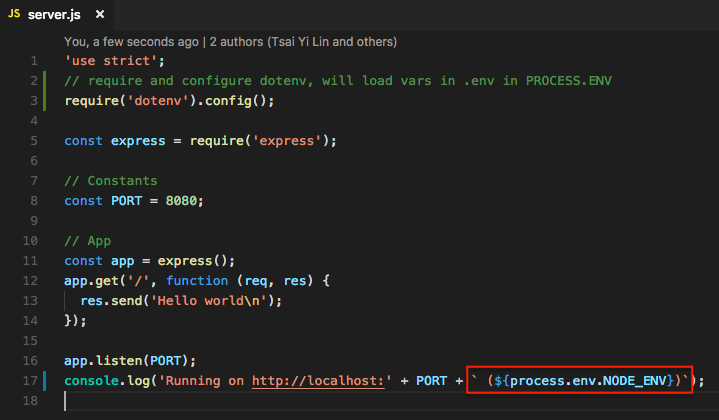 JS server.js ×
You, a few seconds ago | 2 authors (Tsai Yi Lin and others)
1 'use strict';
2 // require and configure dotenv, will load vars in .env in PROCESS.ENV
3 require('dotenv').config();
4
5 const express = require('express');
6
7 // Constants
8 const PORT = 8080;
9
10 // App
11 const app = express();
12 app.get('/', function (req, res) {
13   res.send('Hello world\n');
14 });
15
16 app.listen(PORT);
17 console.log('Running on http://localhost:' + PORT + ` (${process.env.NODE_ENV})`);
18